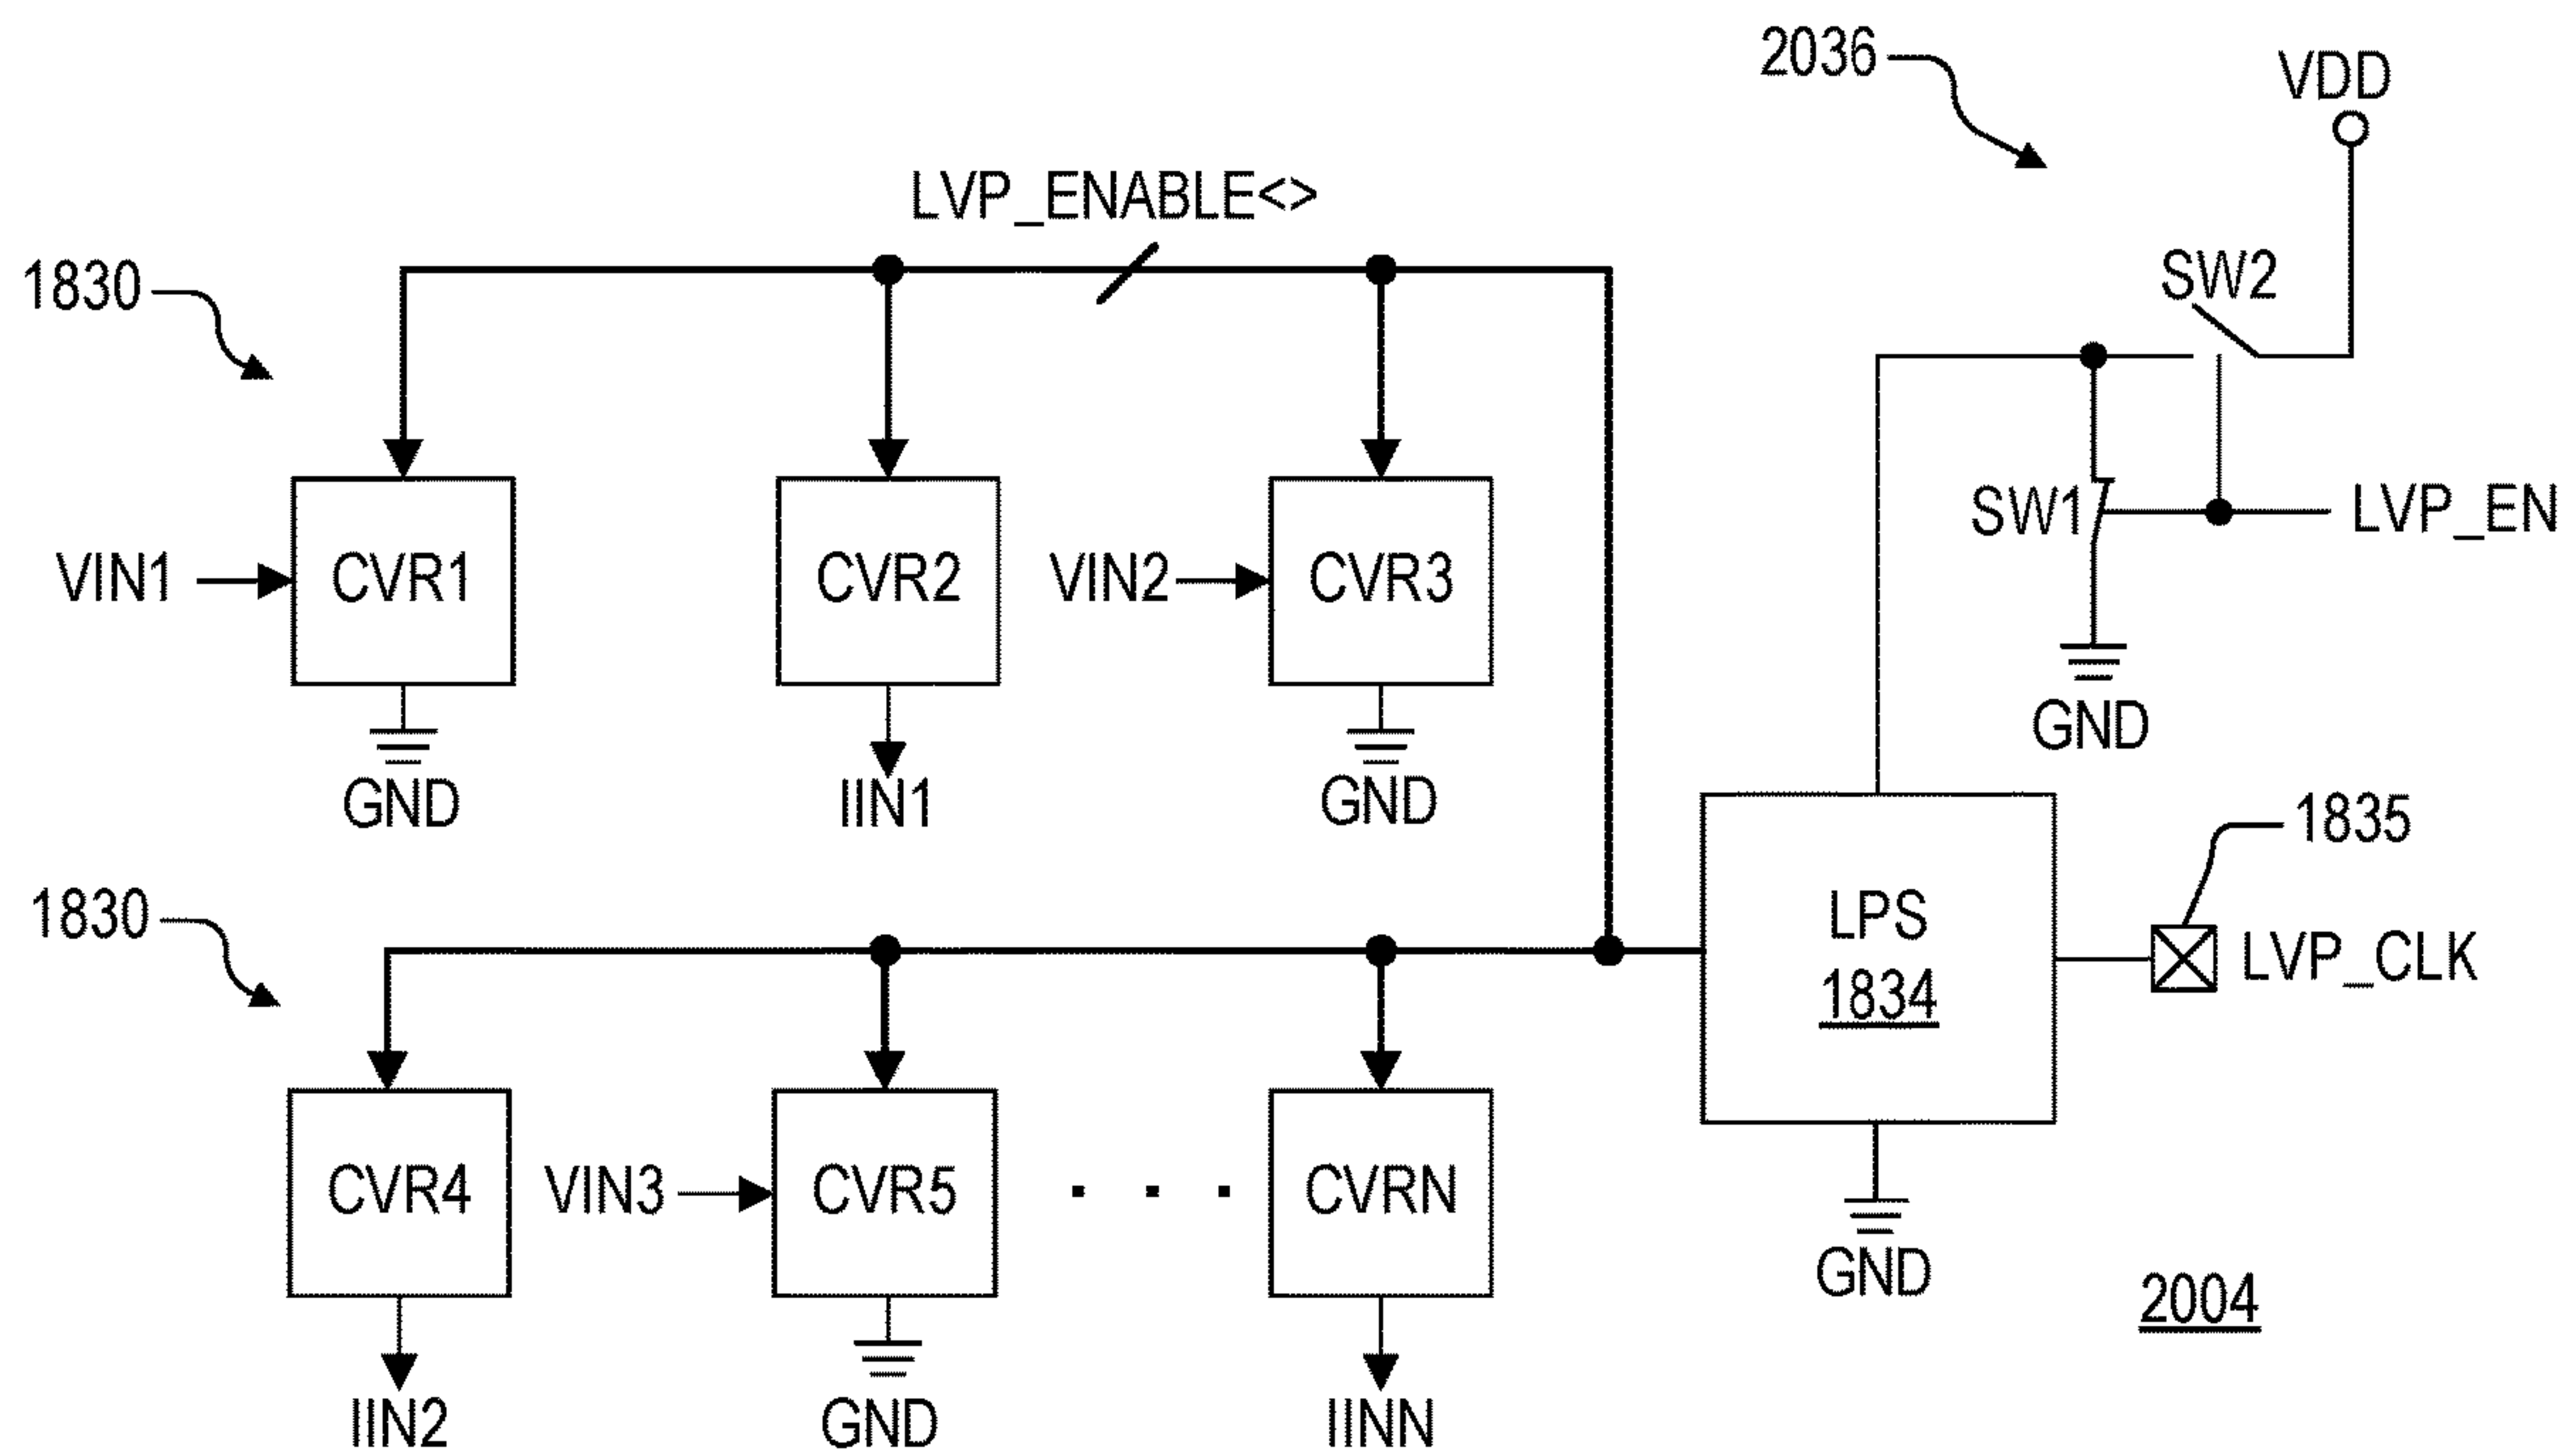 2036
VDD
LVP_ENABLE<>
1830
SW2
VIN1
CVR1
CVR2
VIN2
CVR3
SW1
LVP_EN
GND
IIN1
GND
GND
1835
1830
LPS
1834
LVP_CLK
CVR4
VIN3
CVR5
. . .
CVRN
GND
2004
IIN2
GND
IINN